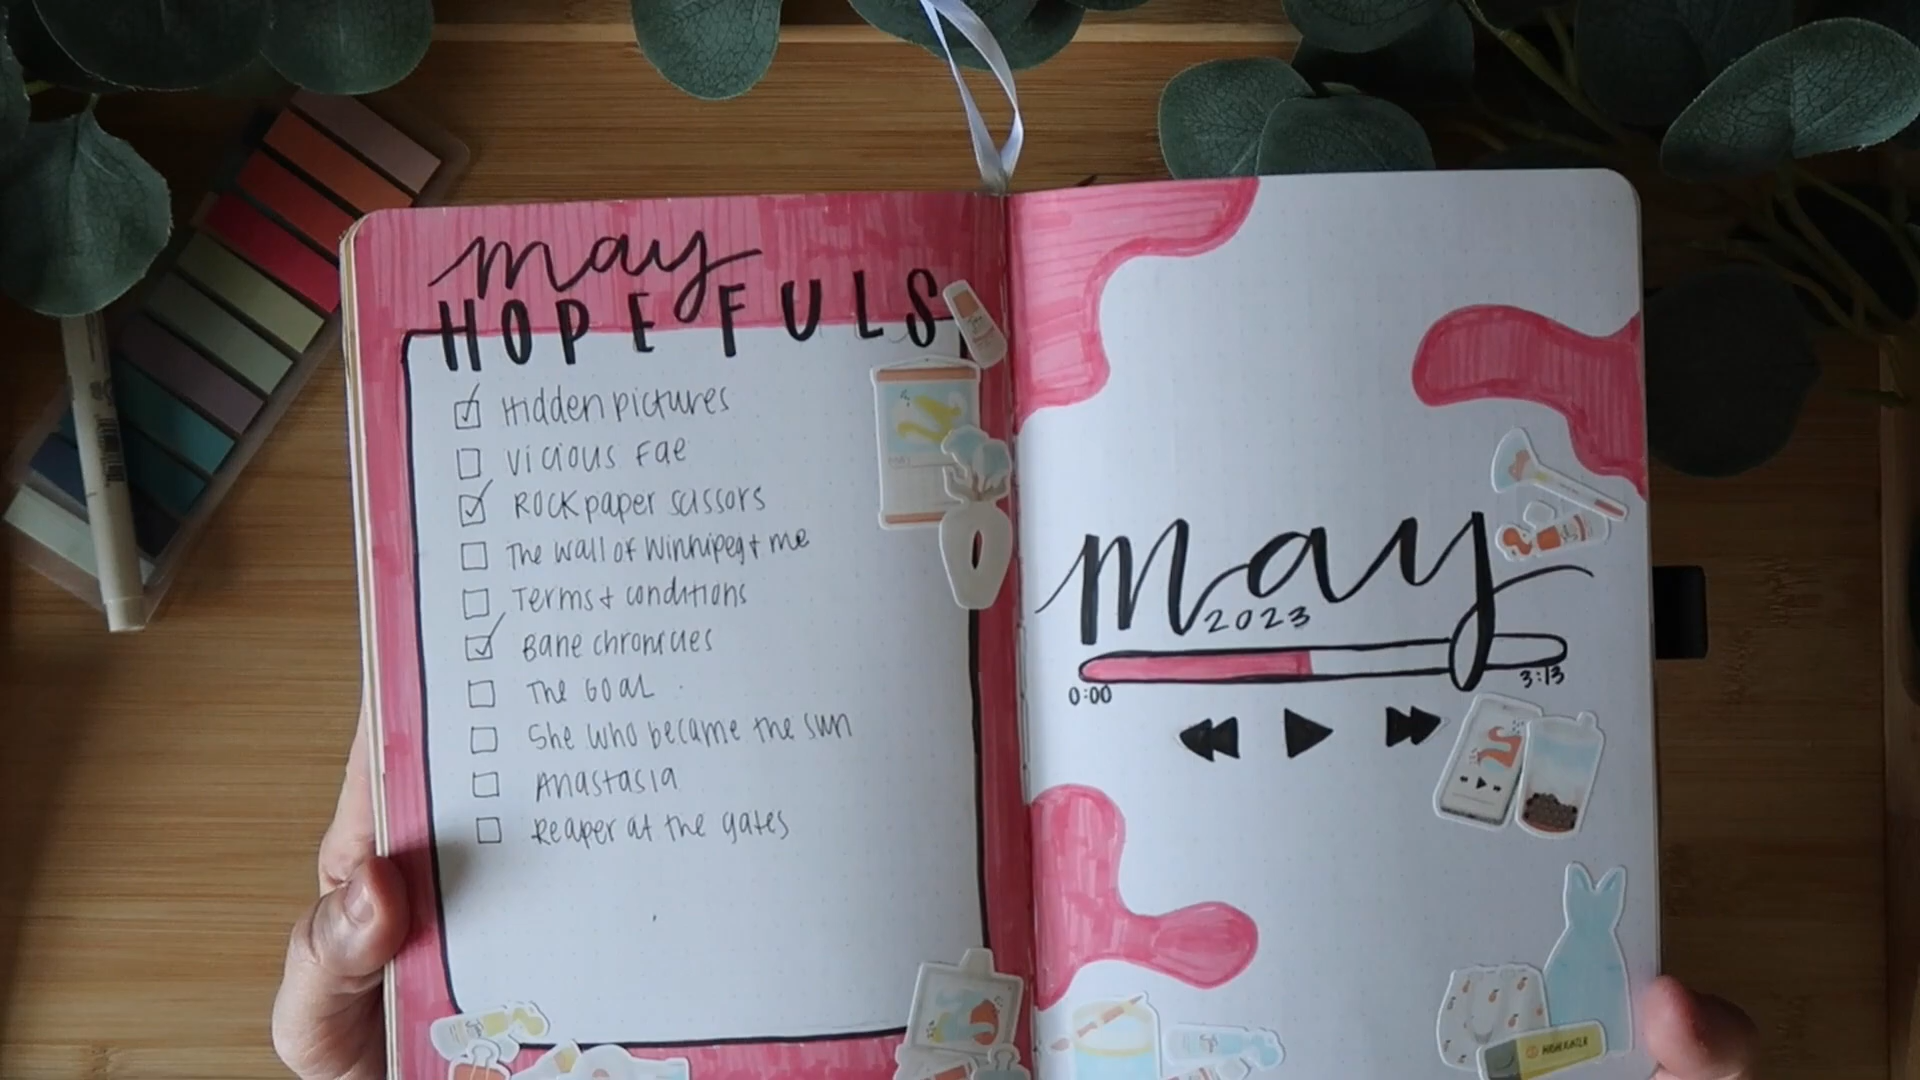 may
HOPEFULS
Hidden pictures
vicious Fae
Rock paper scissors
The wall of Winnipeg + me
Terms + conditions
Bane chronicles
The GOAL
She who became the sun
Anastasia
Reaper at the gates
may
2023
0:00
3:13
HIGHLIGHTER